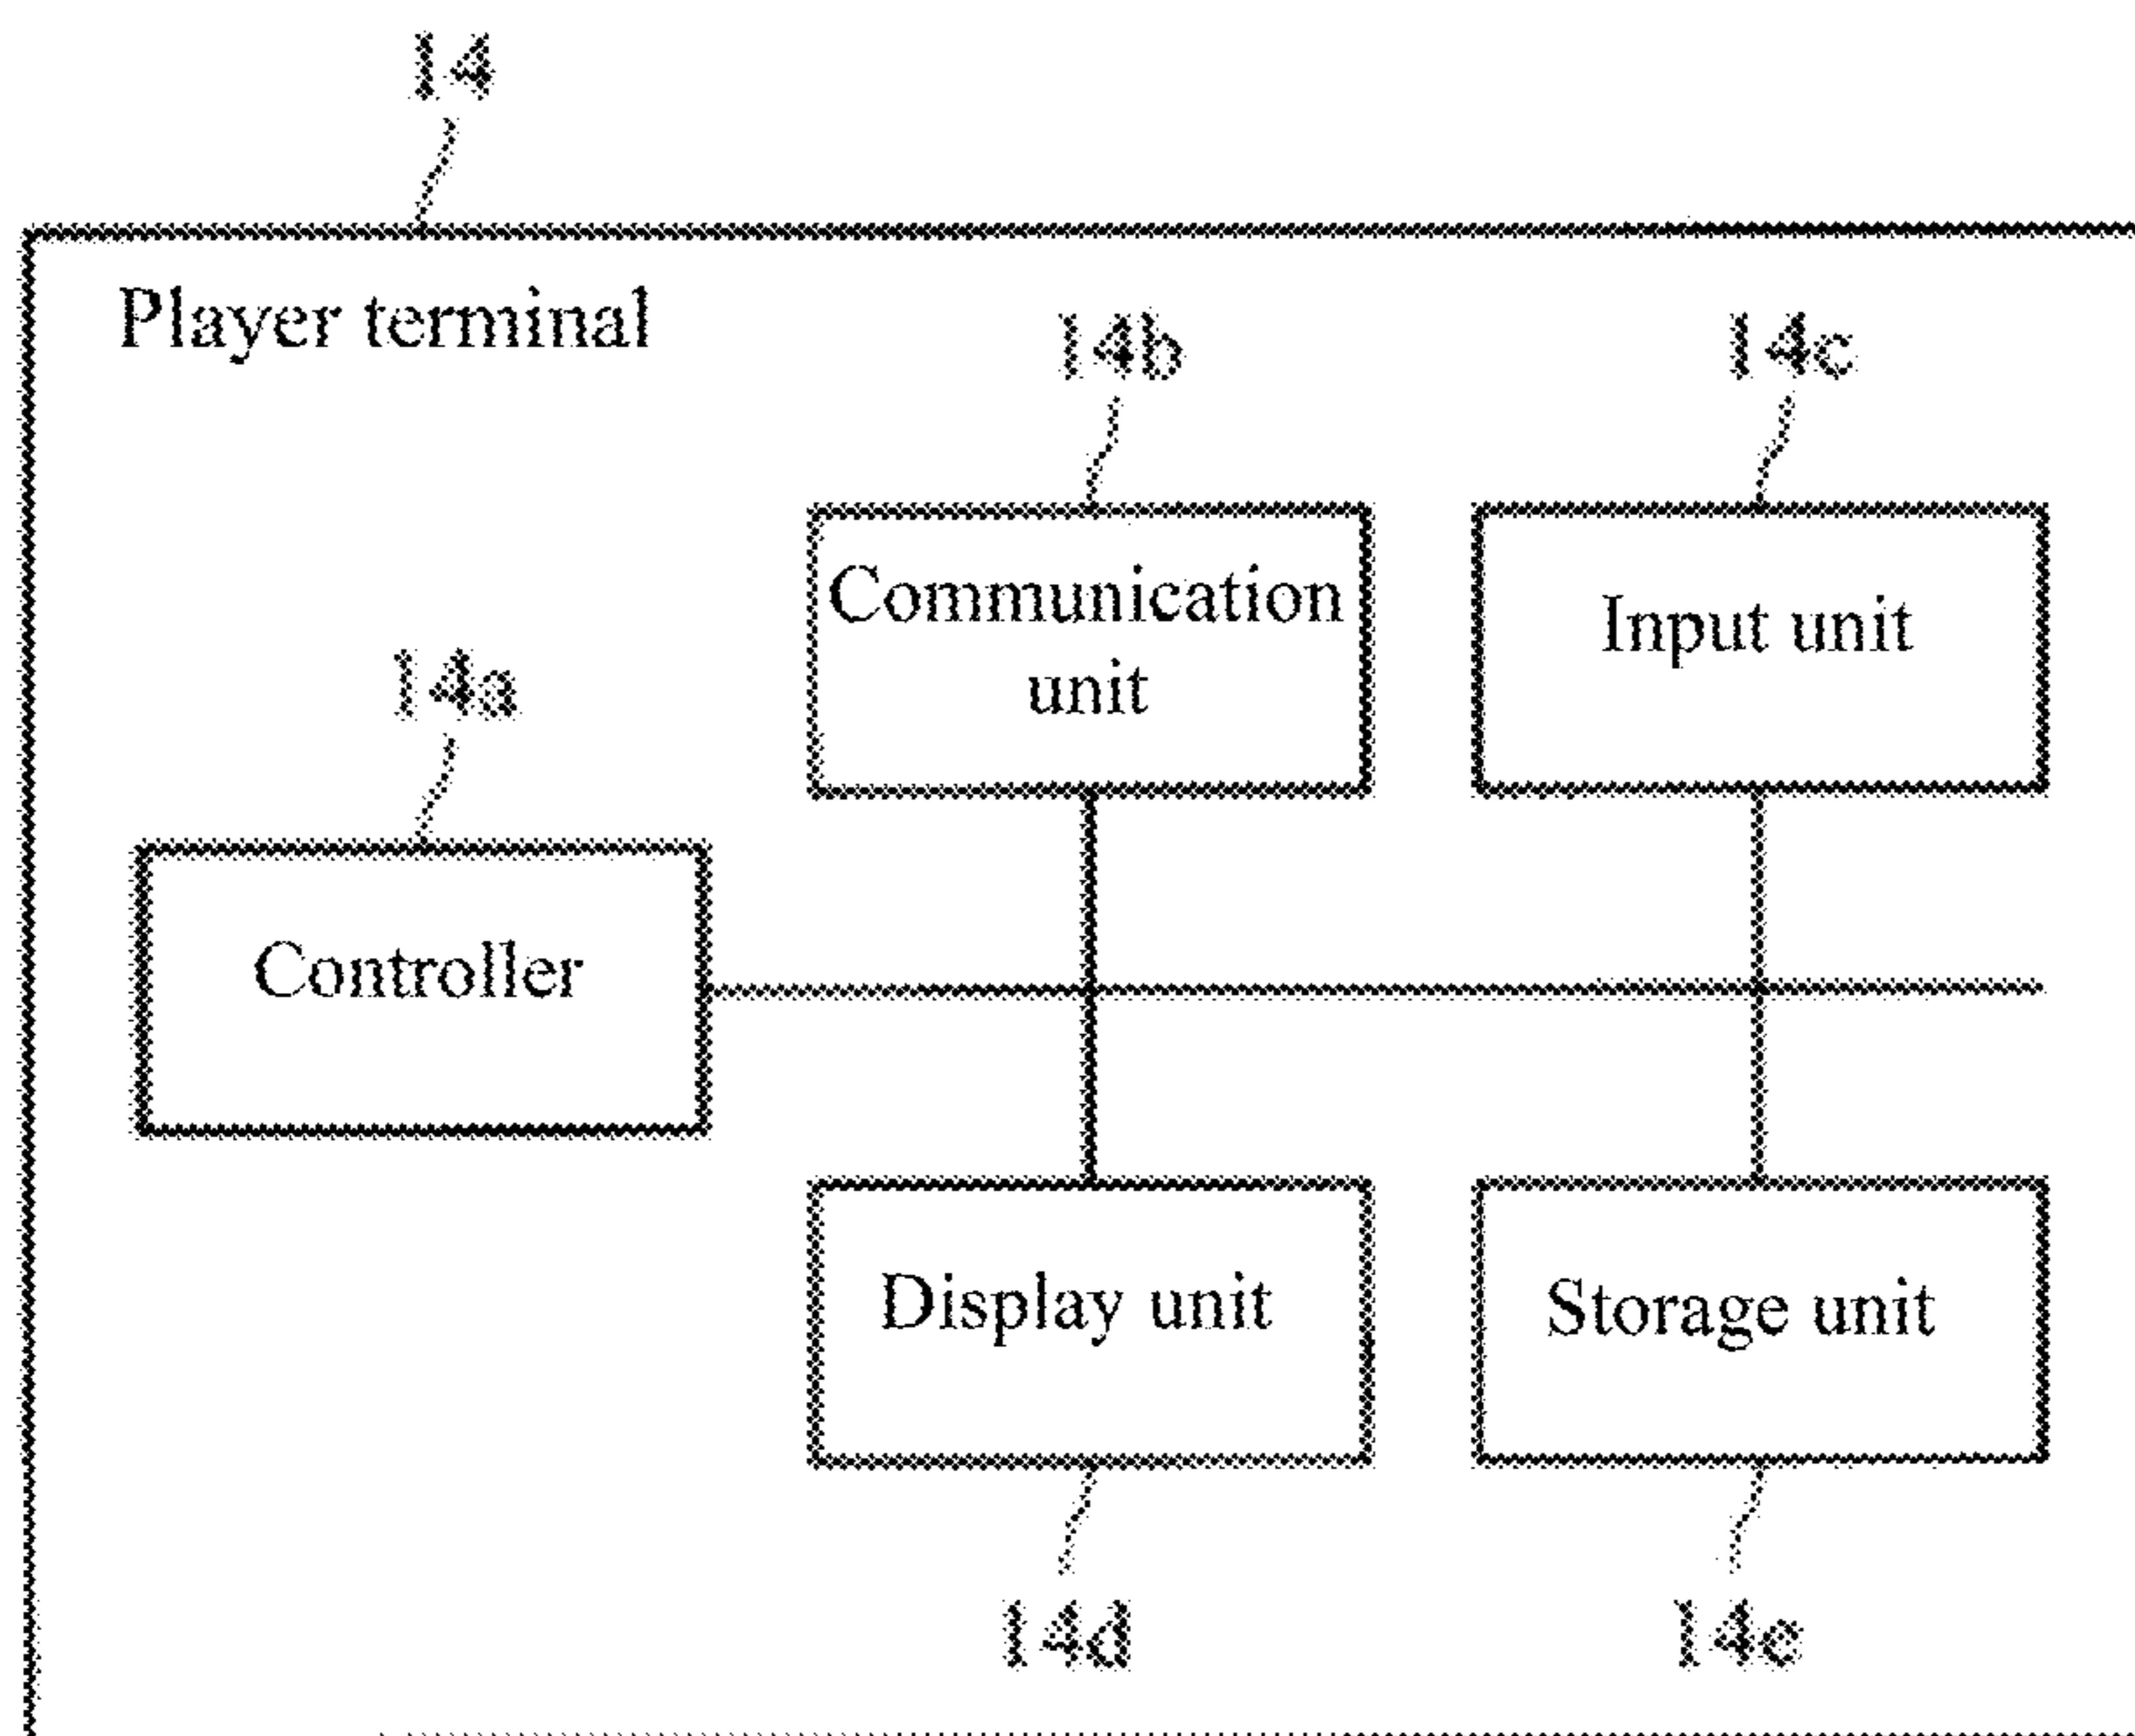 14
Player terminal
14b
14c
Communication
unit
Input unit
14a
Controller
Display unit
Storage unit
14d
14e